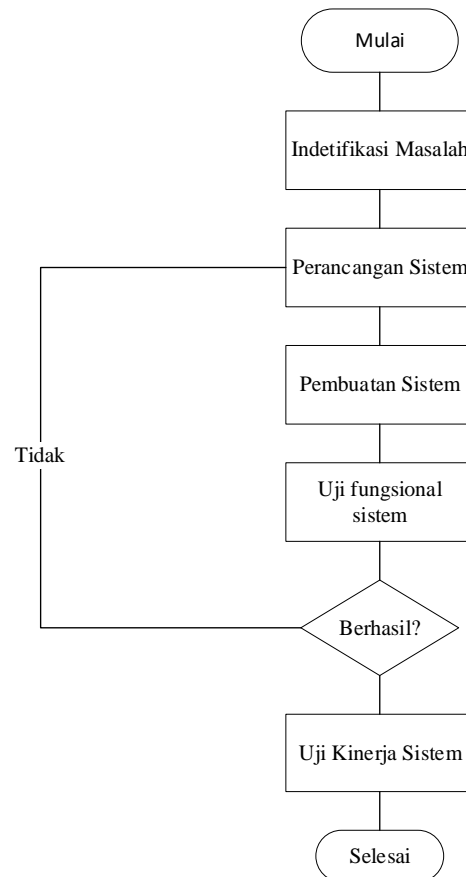 Mulai
Indetifikasi Masalah
Perancangan Sistem
Pembuatan Sistem
Tidak
Uji fungsional
sistem
Berhasil?
Uji Kinerja Sistem
Selesai